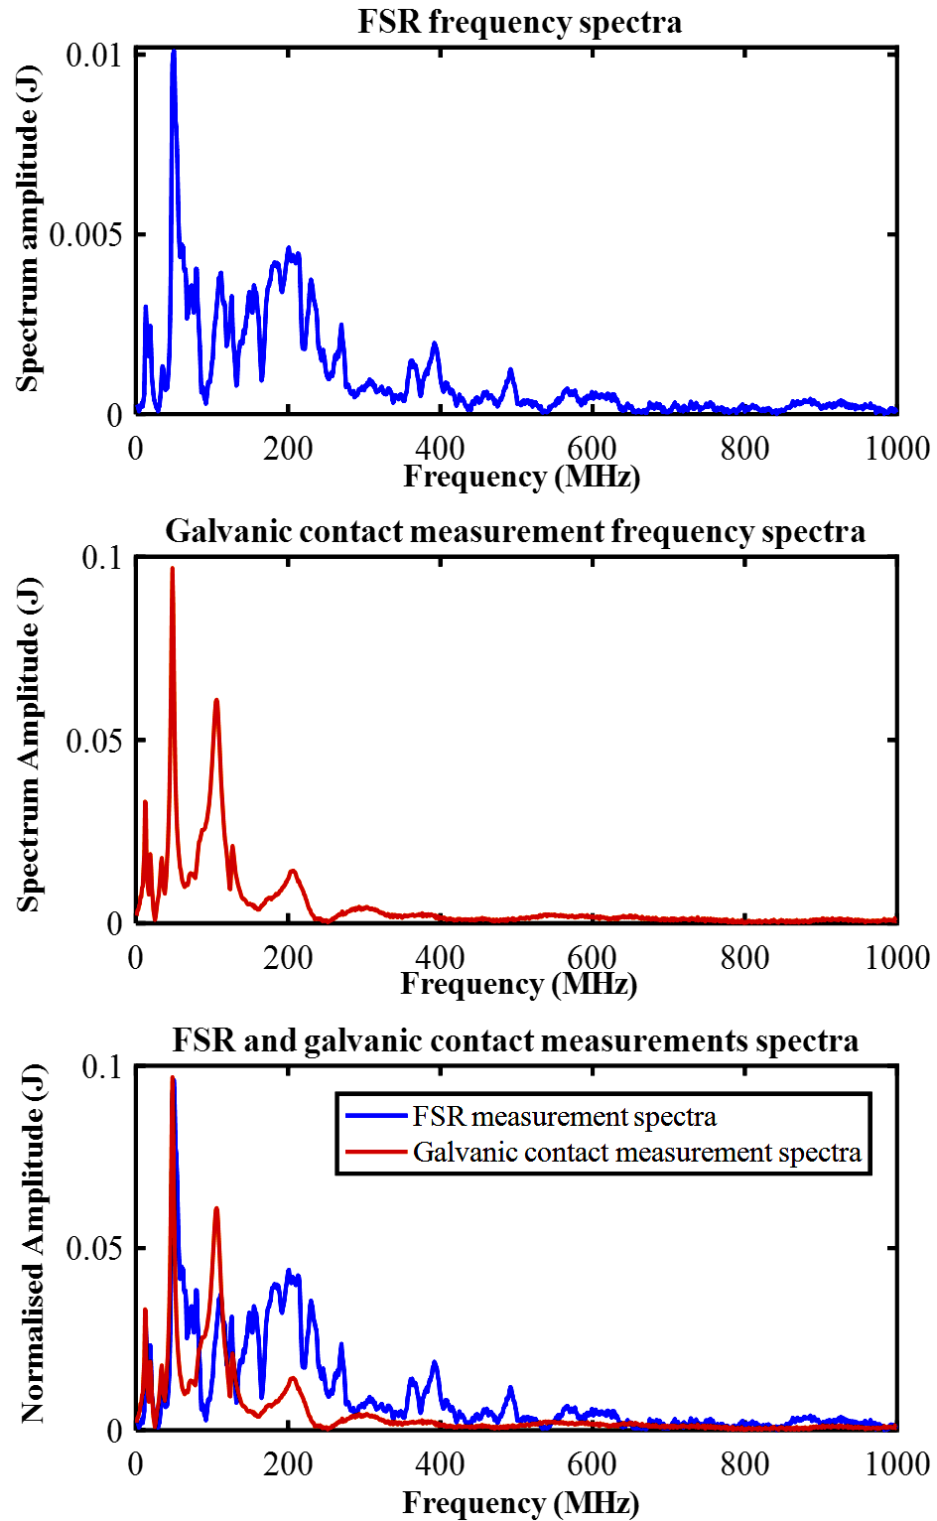 FSR frequency spectra
Spectrum amplitude (J)
0.01
0.005
0
0 200 400 600 800 1000
Frequency (MHz)
Galvanic contact measurement frequency spectra
Spectrum Amplitude (J)
0.1
0.05
0
0 200 400 600 800 1000
Frequency (MHz)
FSR and galvanic contact measurements spectra
Normalised Amplitude (J)
0.1
FSR measurement spectra
Galvanic contact measurement spectra
0.05
0
0 200 400 600 800 1000
Frequency (MHz)